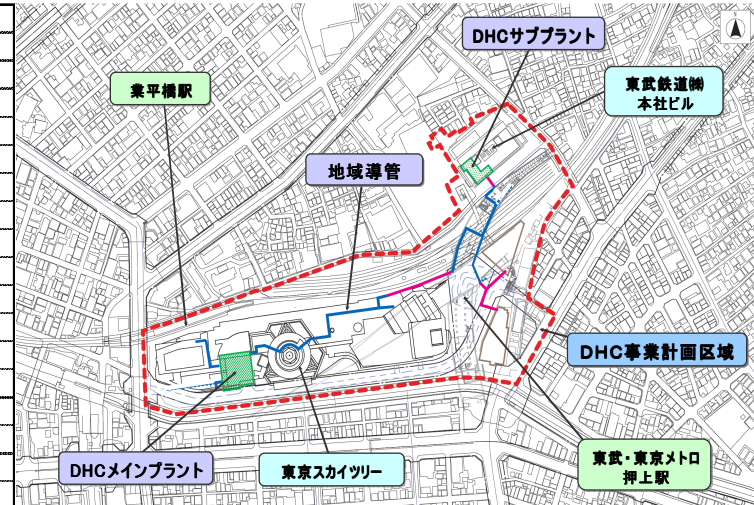 DHCサブプラント
業平橋駅
東武鉄道㈱
本社ビル
地域導管
DHC事業計画区域
DHCメインプラント
東京スカイツリー
東武・東京メトロ
押上駅